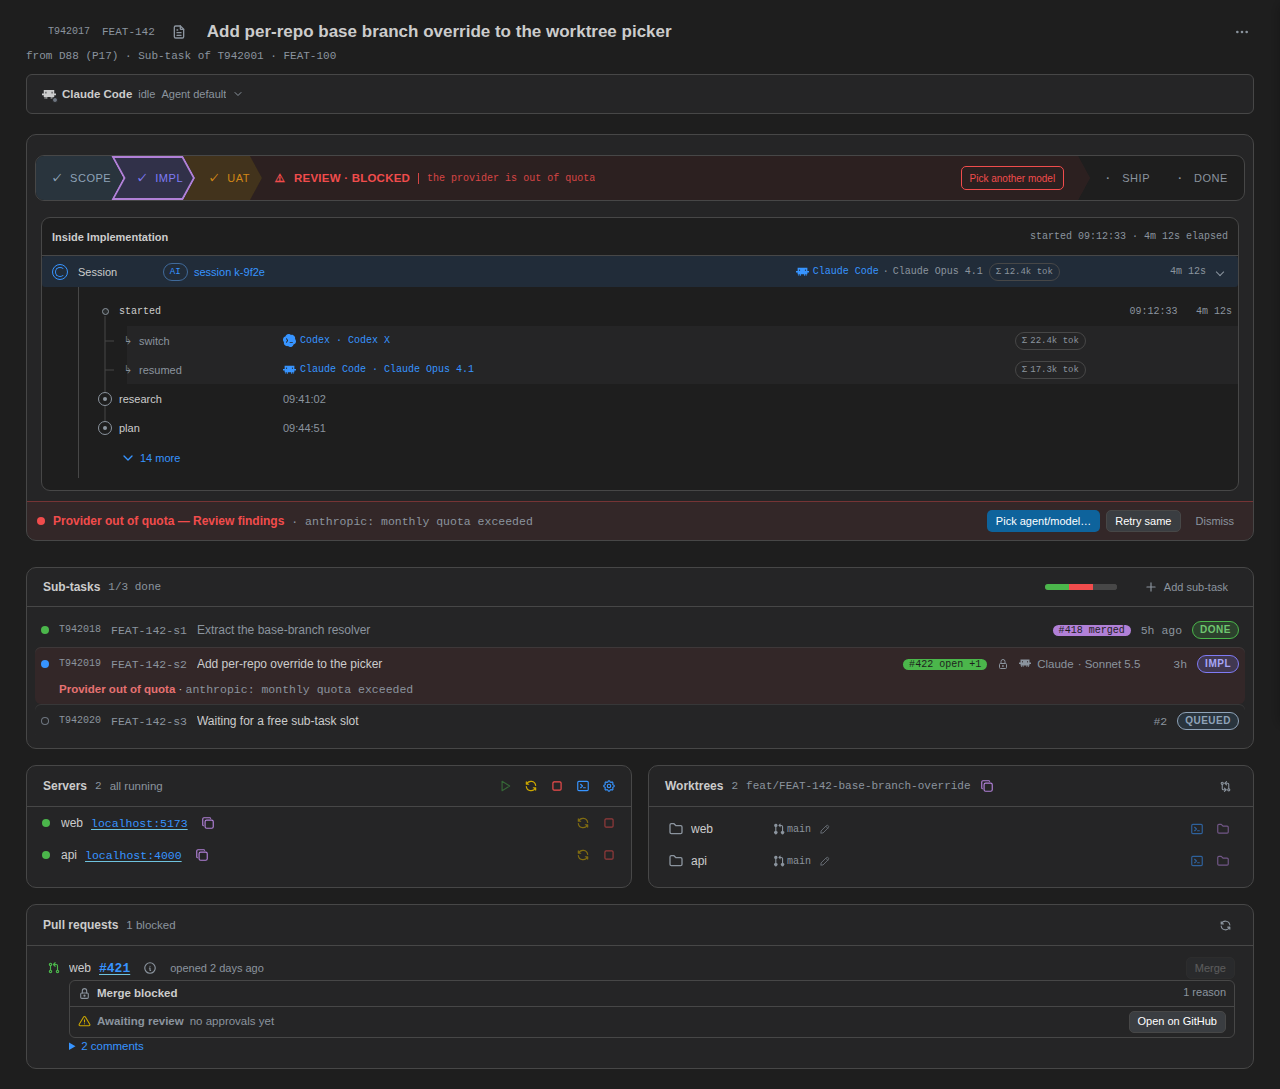 T942017 FEAT-142 Add per-repo base branch override to the worktree picker
from D88 (P17) · Sub-task of T942001 · FEAT-100
Claude Code idle Agent default
SCOPE IMPL UAT REVIEW · BLOCKED the provider is out of quota Pick another model · SHIP · DONE
Inside Implementation started 09:12:33 · 4m 12s elapsed
Session AI session k-9f2e Claude Code · Claude Opus 4.1 Σ 12.4k tok 4m 12s
started 09:12:33 4m 12s
↳ switch Codex · Codex X Σ 22.4k tok
↳ resumed Claude Code · Claude Opus 4.1 Σ 17.3k tok
research 09:41:02
plan 09:44:51
14 more
Provider out of quota — Review findings · anthropic: monthly quota exceeded Pick agent/model… Retry same Dismiss
Sub-tasks 1/3 done Add sub-task
T942018 FEAT-142-s1 Extract the base-branch resolver #418 merged 5h ago DONE
T942019 FEAT-142-s2 Add per-repo override to the picker #422 open +1 Claude · Sonnet 5.5 3h IMPL
Provider out of quota · anthropic: monthly quota exceeded
T942020 FEAT-142-s3 Waiting for a free sub-task slot #2 QUEUED
Servers 2 all running
web localhost:5173
api localhost:4000
Worktrees 2 feat/FEAT-142-base-branch-override
web main
api main
Pull requests 1 blocked
web #421 opened 2 days ago Merge
Merge blocked 1 reason
Awaiting review no approvals yet Open on GitHub
2 comments